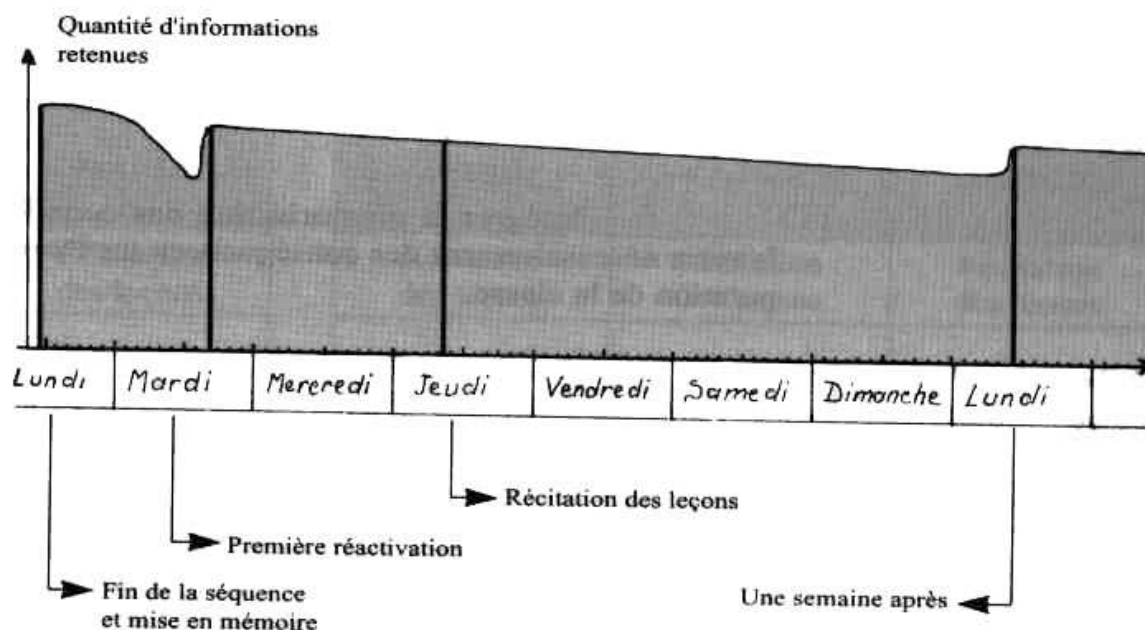 Quantité d'informations
retenues
Lundi Mardi Mercredi Jeudi Vendredi Samedi Dimanche Lundi
Récitation des leçons
Première réactivation
Fin de la séquence
et mise en mémoire
Une semaine après